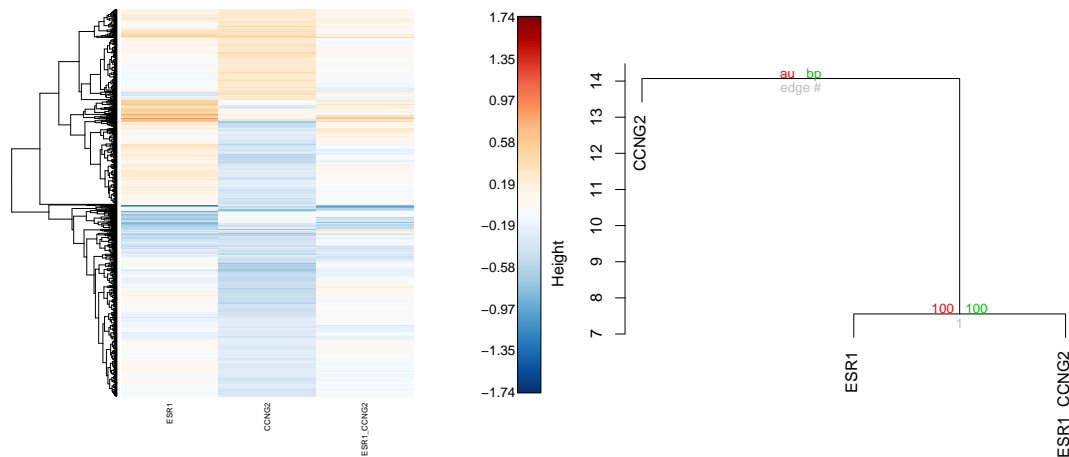 1.74
1.35
0.97
0.58
0.19
−0.19
−0.58
−0.97
−1.35
−1.74
ESR1
CCNG2
ESR1_CCNG2
Height
14
13
12
11
10
9
8
7
au bp
edge #
CCNG2
100 100
1
ESR1
ESR1_CCNG2